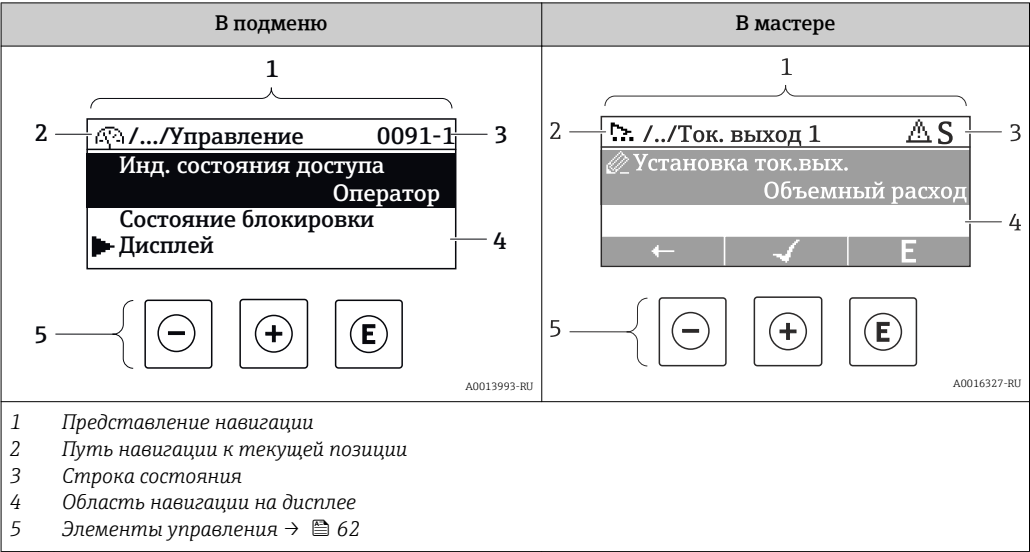 В подменю
В мастере
1
2
/.../Управление 0091-1
3
Инд. состояния доступа
Оператор
Состояние блокировки
Дисплей
4
5
E
A0013993-RU
1
2
/../Ток. выход 1 S
3
Установка ток.вых.
Объемный расход
4
← E
5
E
A0016327-RU
1 Представление навигации
2 Путь навигации к текущей позиции
3 Строка состояния
4 Область навигации на дисплее
5 Элементы управления → 62